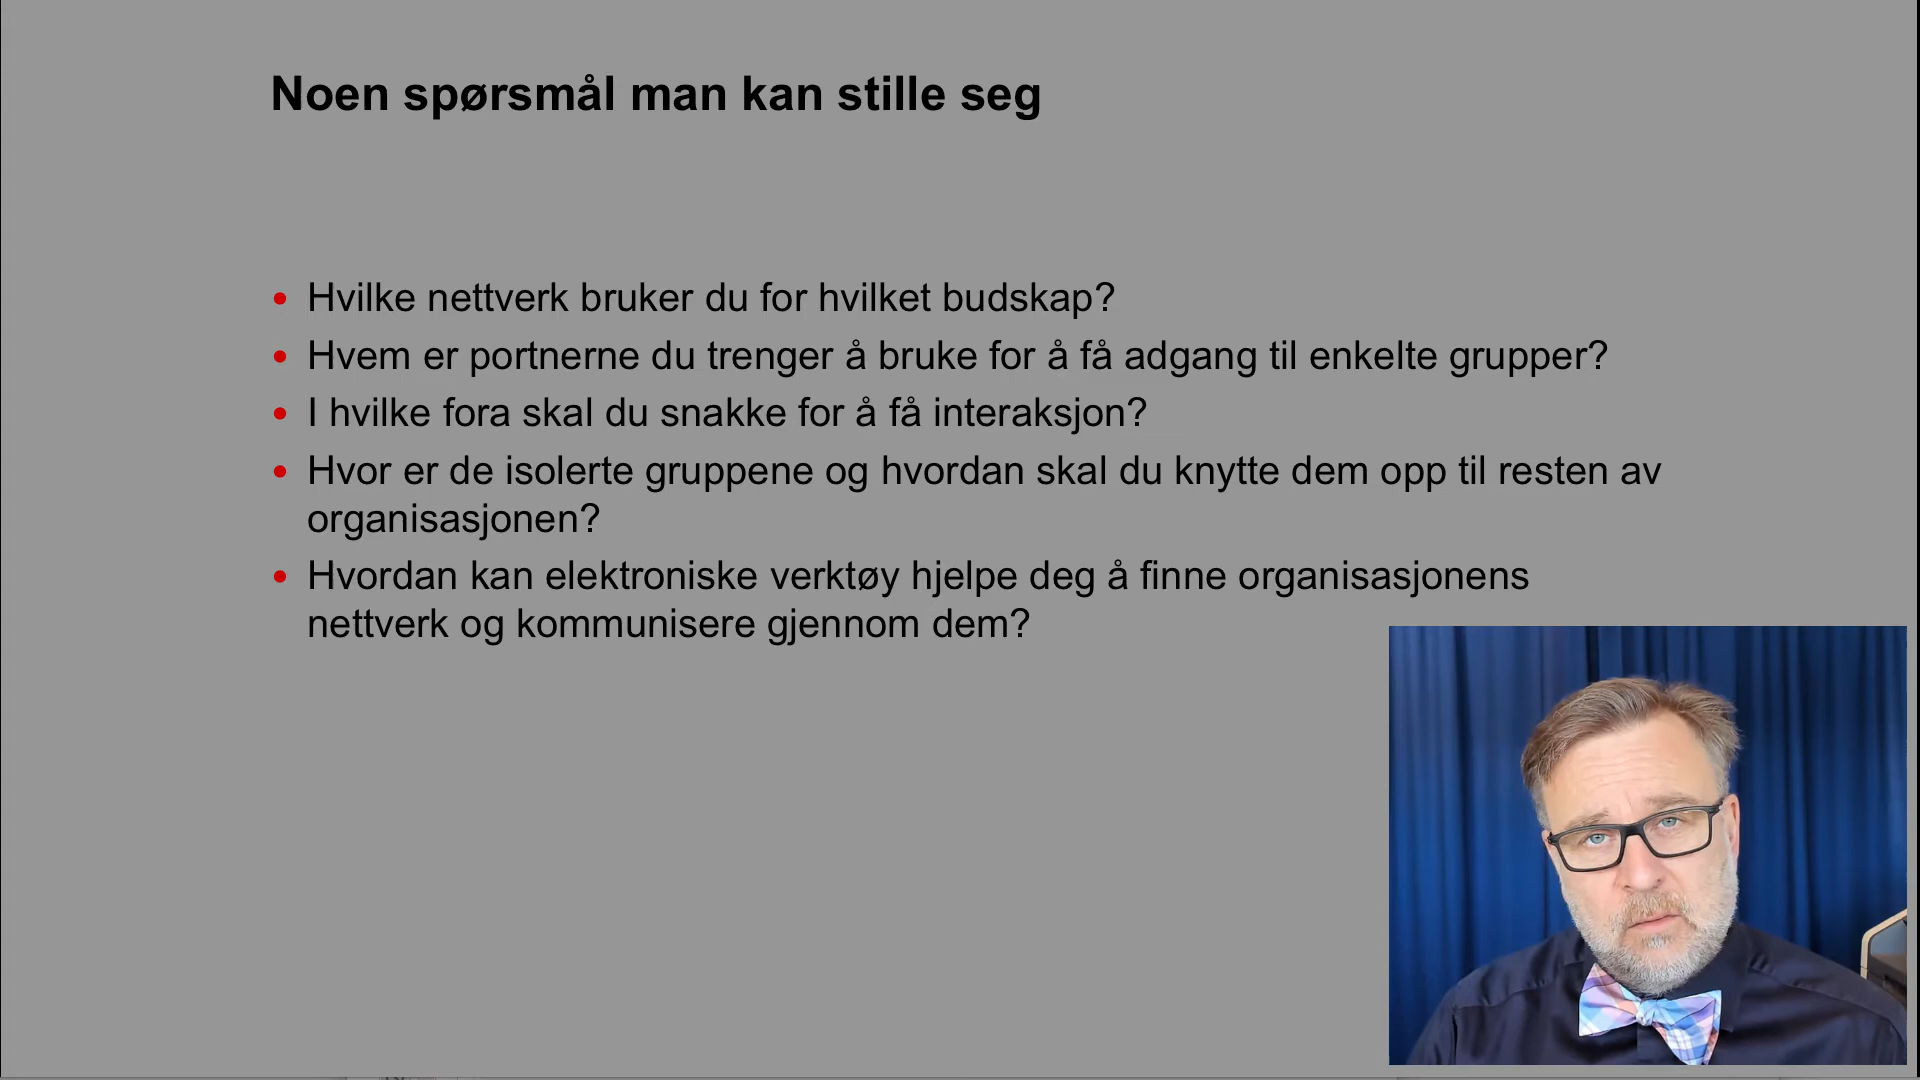 Noen spørsmål man kan stille seg
• Hvilke nettverk bruker du for hvilket budskap?
• Hvem er portnerne du trenger å bruke for å få adgang til enkelte grupper?
• I hvilke fora skal du snakke for å få interaksjon?
• Hvor er de isolerte gruppene og hvordan skal du knytte dem opp til resten av
organisasjonen?
• Hvordan kan elektroniske verktøy hjelpe deg å finne organisasjonens
nettverk og kommunisere gjennom dem?